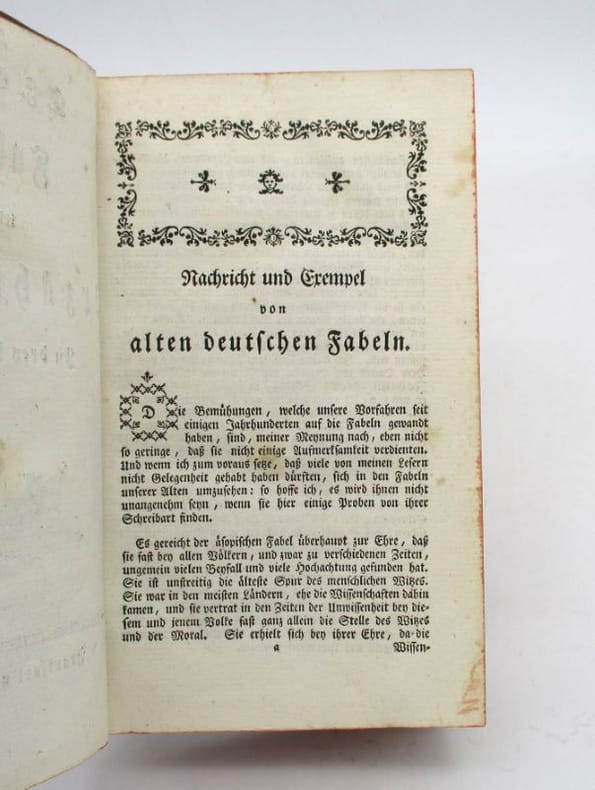 Nachricht und Exempel
von
alten deutschen Fabeln.
Die Bemühungen, welche unsere Vorfahren seit
einigen Jahrhunderten auf die Fabeln gewandt
haben, sind, meiner Meynung nach, eben nicht
so geringe, daß sie nicht einige Aufmerksamkeit verdienten.
Und wenn ich zum voraus setze, daß viele von meinen Lesern
nicht Gelegenheit gehabt haben dürften, sich in den Fabeln
unserer Alten umzusehen: so hoffe ich, es wird ihnen nicht
unangenehm seyn, wenn sie hier einige Proben von ihrer
Schreibart finden.
Es gereicht der äsopischen Fabel überhaupt zur Ehre, daß
sie fast bey allen Völkern, und zwar zu verschiedenen Zeiten,
ungemein vielen Beyfall und viele Hochachtung gefunden hat.
Sie ist unstreitig die älteste Spur des menschlichen Witzes.
Sie war in den meisten Ländern, ehe die Wissenschaften dahin
kamen, und sie vertrat in den Zeiten der Unwissenheit bey die-
sem und jenem Volke fast ganz allein die Stelle des Witzes
und der Moral. Sie erhielt sich bey ihrer Ehre, da die
a Wissen-